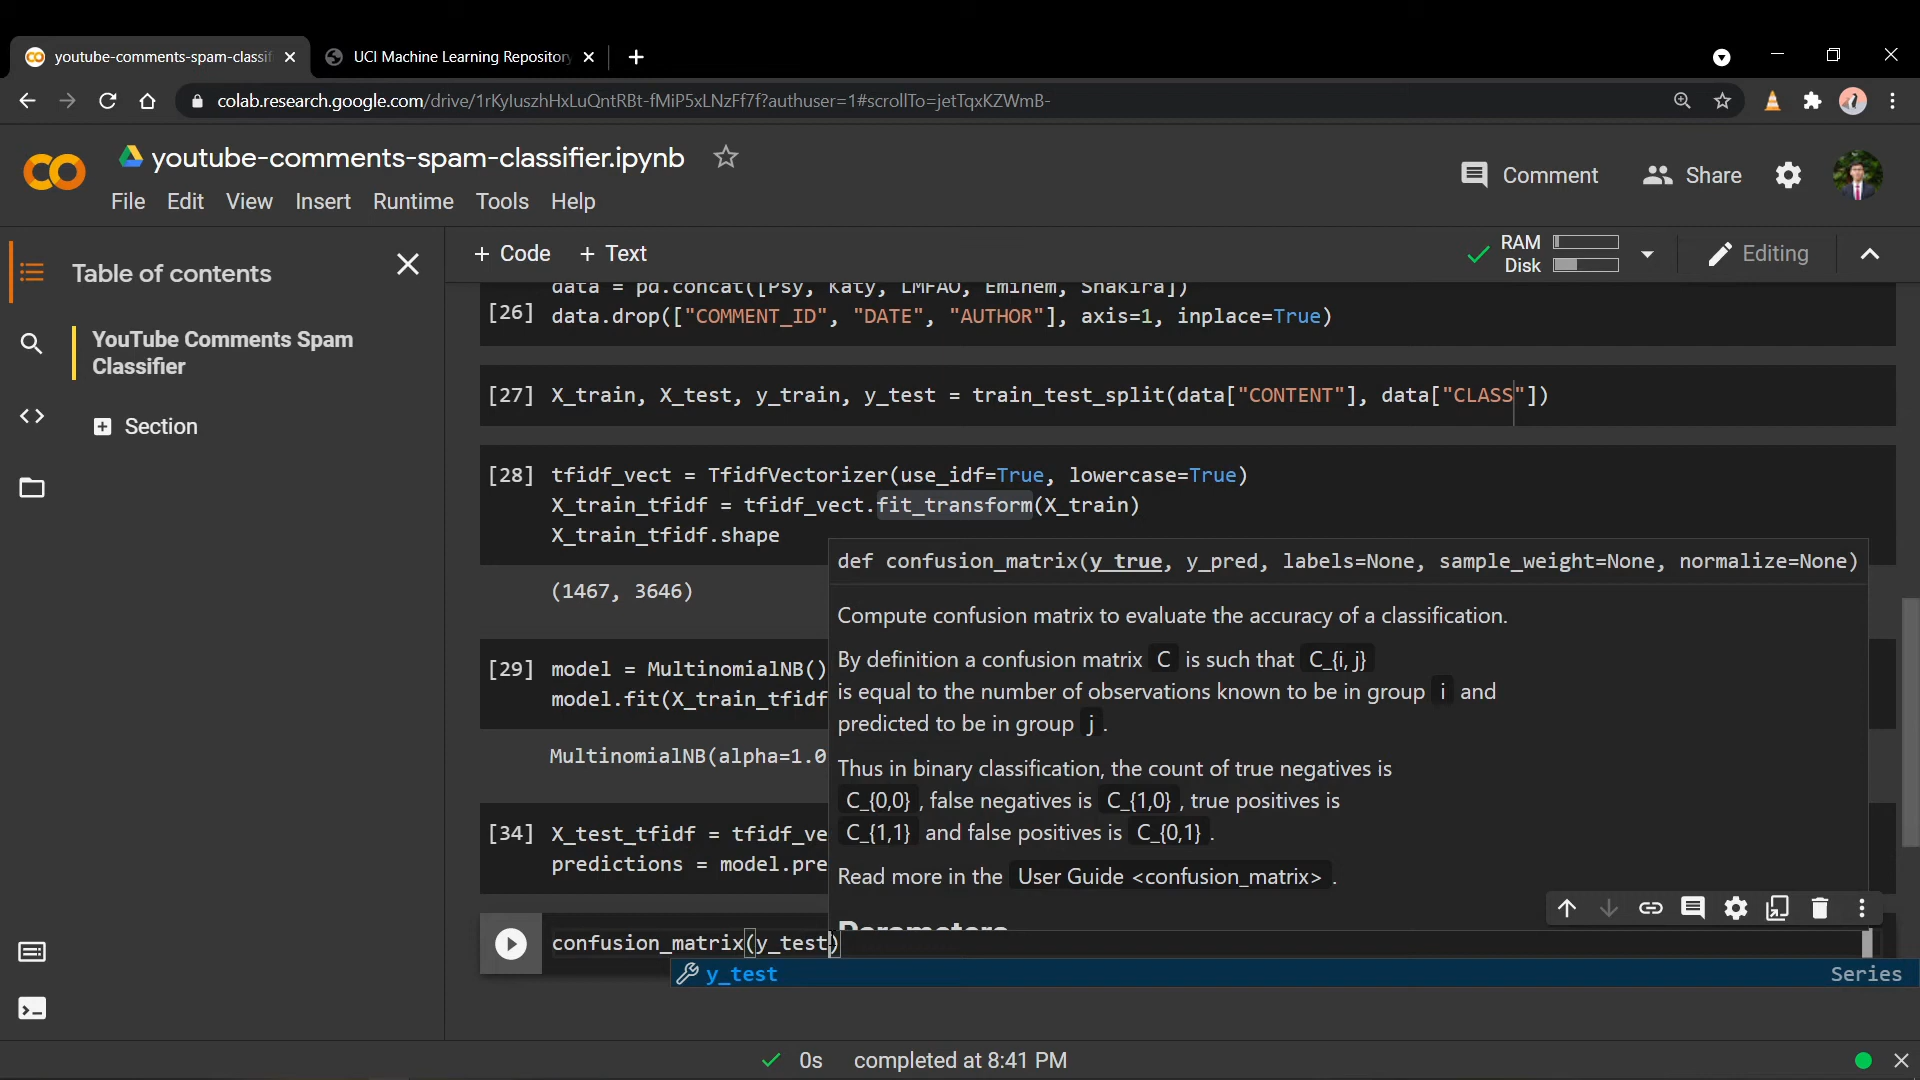 youtube-comments-spam-classif
UCI Machine Learning Repository
colab.research.google.com/drive/1rKyIuszhHxLuQntRBt-fMiP5xLNzFf7f?authuser=1#scrollTo=jetTqxKZWmB-
youtube-comments-spam-classifier.ipynb
Comment
Share
File Edit View Insert Runtime Tools Help
Table of contents
+ Code + Text
RAM
Disk
Editing
YouTube Comments Spam
Classifier
Section
data = pd.concat([Psy, Katy, LMFAO, Eminem, Shakira])
[26] data.drop(["COMMENT_ID", "DATE", "AUTHOR"], axis=1, inplace=True)
[27] X_train, X_test, y_train, y_test = train_test_split(data["CONTENT"], data["CLASS"])
[28] tfidf_vect = TfidfVectorizer(use_idf=True, lowercase=True)
X_train_tfidf = tfidf_vect.fit_transform(X_train)
X_train_tfidf.shape
(1467, 3646)
[29] model = MultinomialNB()
model.fit(X_train_tfidf
MultinomialNB(alpha=1.0
[34] X_test_tfidf = tfidf_ve
predictions = model.pre
def confusion_matrix(y_true, y_pred, labels=None, sample_weight=None, normalize=None)
Compute confusion matrix to evaluate the accuracy of a classification.
By definition a confusion matrix C is such that C_{i, j}
is equal to the number of observations known to be in group i and
predicted to be in group j .
Thus in binary classification, the count of true negatives is
C_{0,0} , false negatives is C_{1,0} , true positives is
C_{1,1} and false positives is C_{0,1} .
Read more in the User Guide <confusion_matrix> .
Parameters
confusion_matrix(y_test)
y_test Series
0s completed at 8:41 PM